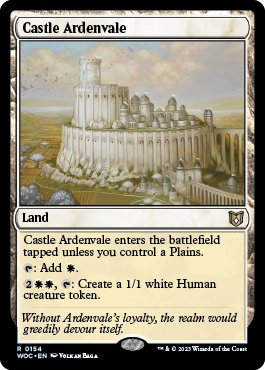 Castle Ardenvale
Land
Castle Ardenvale enters the battlefield
tapped unless you control a Plains.
: Add .
2, : Create a 1/1 white Human
creature token.
Without Ardenvale's loyalty, the realm would
greedily devour itself.
R 0154
WOC • EN Volkan Baga
™ & © 2023 Wizards of the Coast